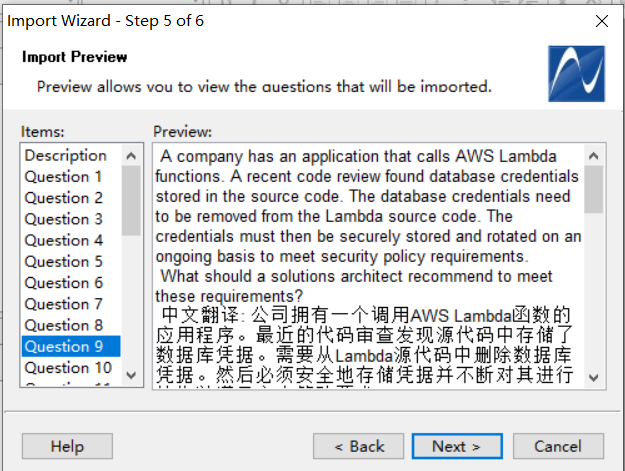 Import Wizard - Step 5 of 6
Import Preview
Preview allows you to view the questions that will be imported.
Items:
Description
Question 1
Question 2
Question 3
Question 4
Question 5
Question 6
Question 7
Question 8
Question 9
Question 10
Preview:
A company has an application that calls AWS Lambda
functions. A recent code review found database credentials
stored in the source code. The database credentials need
to be removed from the Lambda source code. The
credentials must then be securely stored and rotated on an
ongoing basis to meet security policy requirements.
What should a solutions architect recommend to meet
these requirements?
中文翻译: 公司拥有一个调用AWS Lambda函数的
应用程序。最近的代码审查发现源代码中存储了
数据库凭据。需要从Lambda源代码中删除数据库
凭据。然后必须安全地存储凭据并不断对其进行
Help
< Back
Next >
Cancel